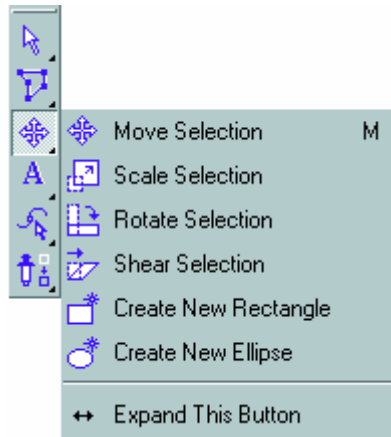 Move Selection M
A Scale Selection
Rotate Selection
Shear Selection
Create New Rectangle
Create New Ellipse
Expand This Button